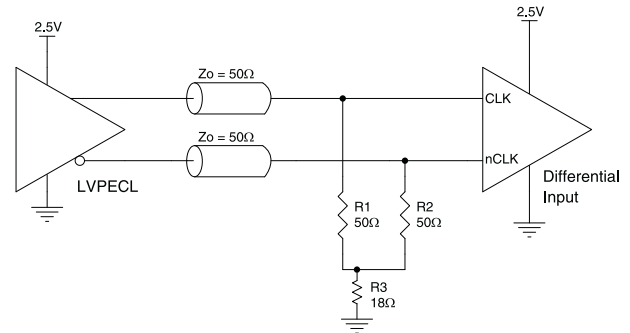 2.5V
2.5V
Zo = 50Ω
CLK
Zo = 50Ω
nCLK
LVPECL
Differential
Input
R1
50Ω
R2
50Ω
R3
18Ω